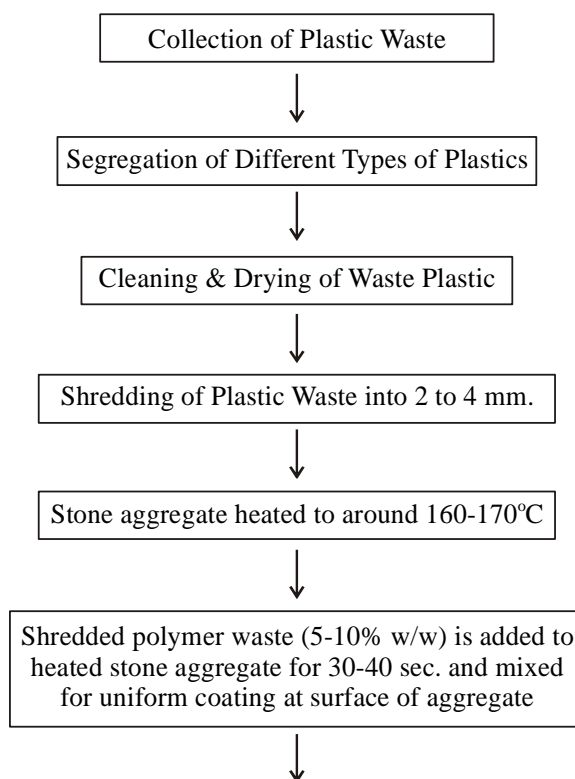 Collection of Plastic Waste
Segregation of Different Types of Plastics
Cleaning & Drying of Waste Plastic
Shredding of Plastic Waste into 2 to 4 mm.
Stone aggregate heated to around 160-170°C
Shredded polymer waste (5-10% w/w) is added to
heated stone aggregate for 30-40 sec. and mixed
for uniform coating at surface of aggregate